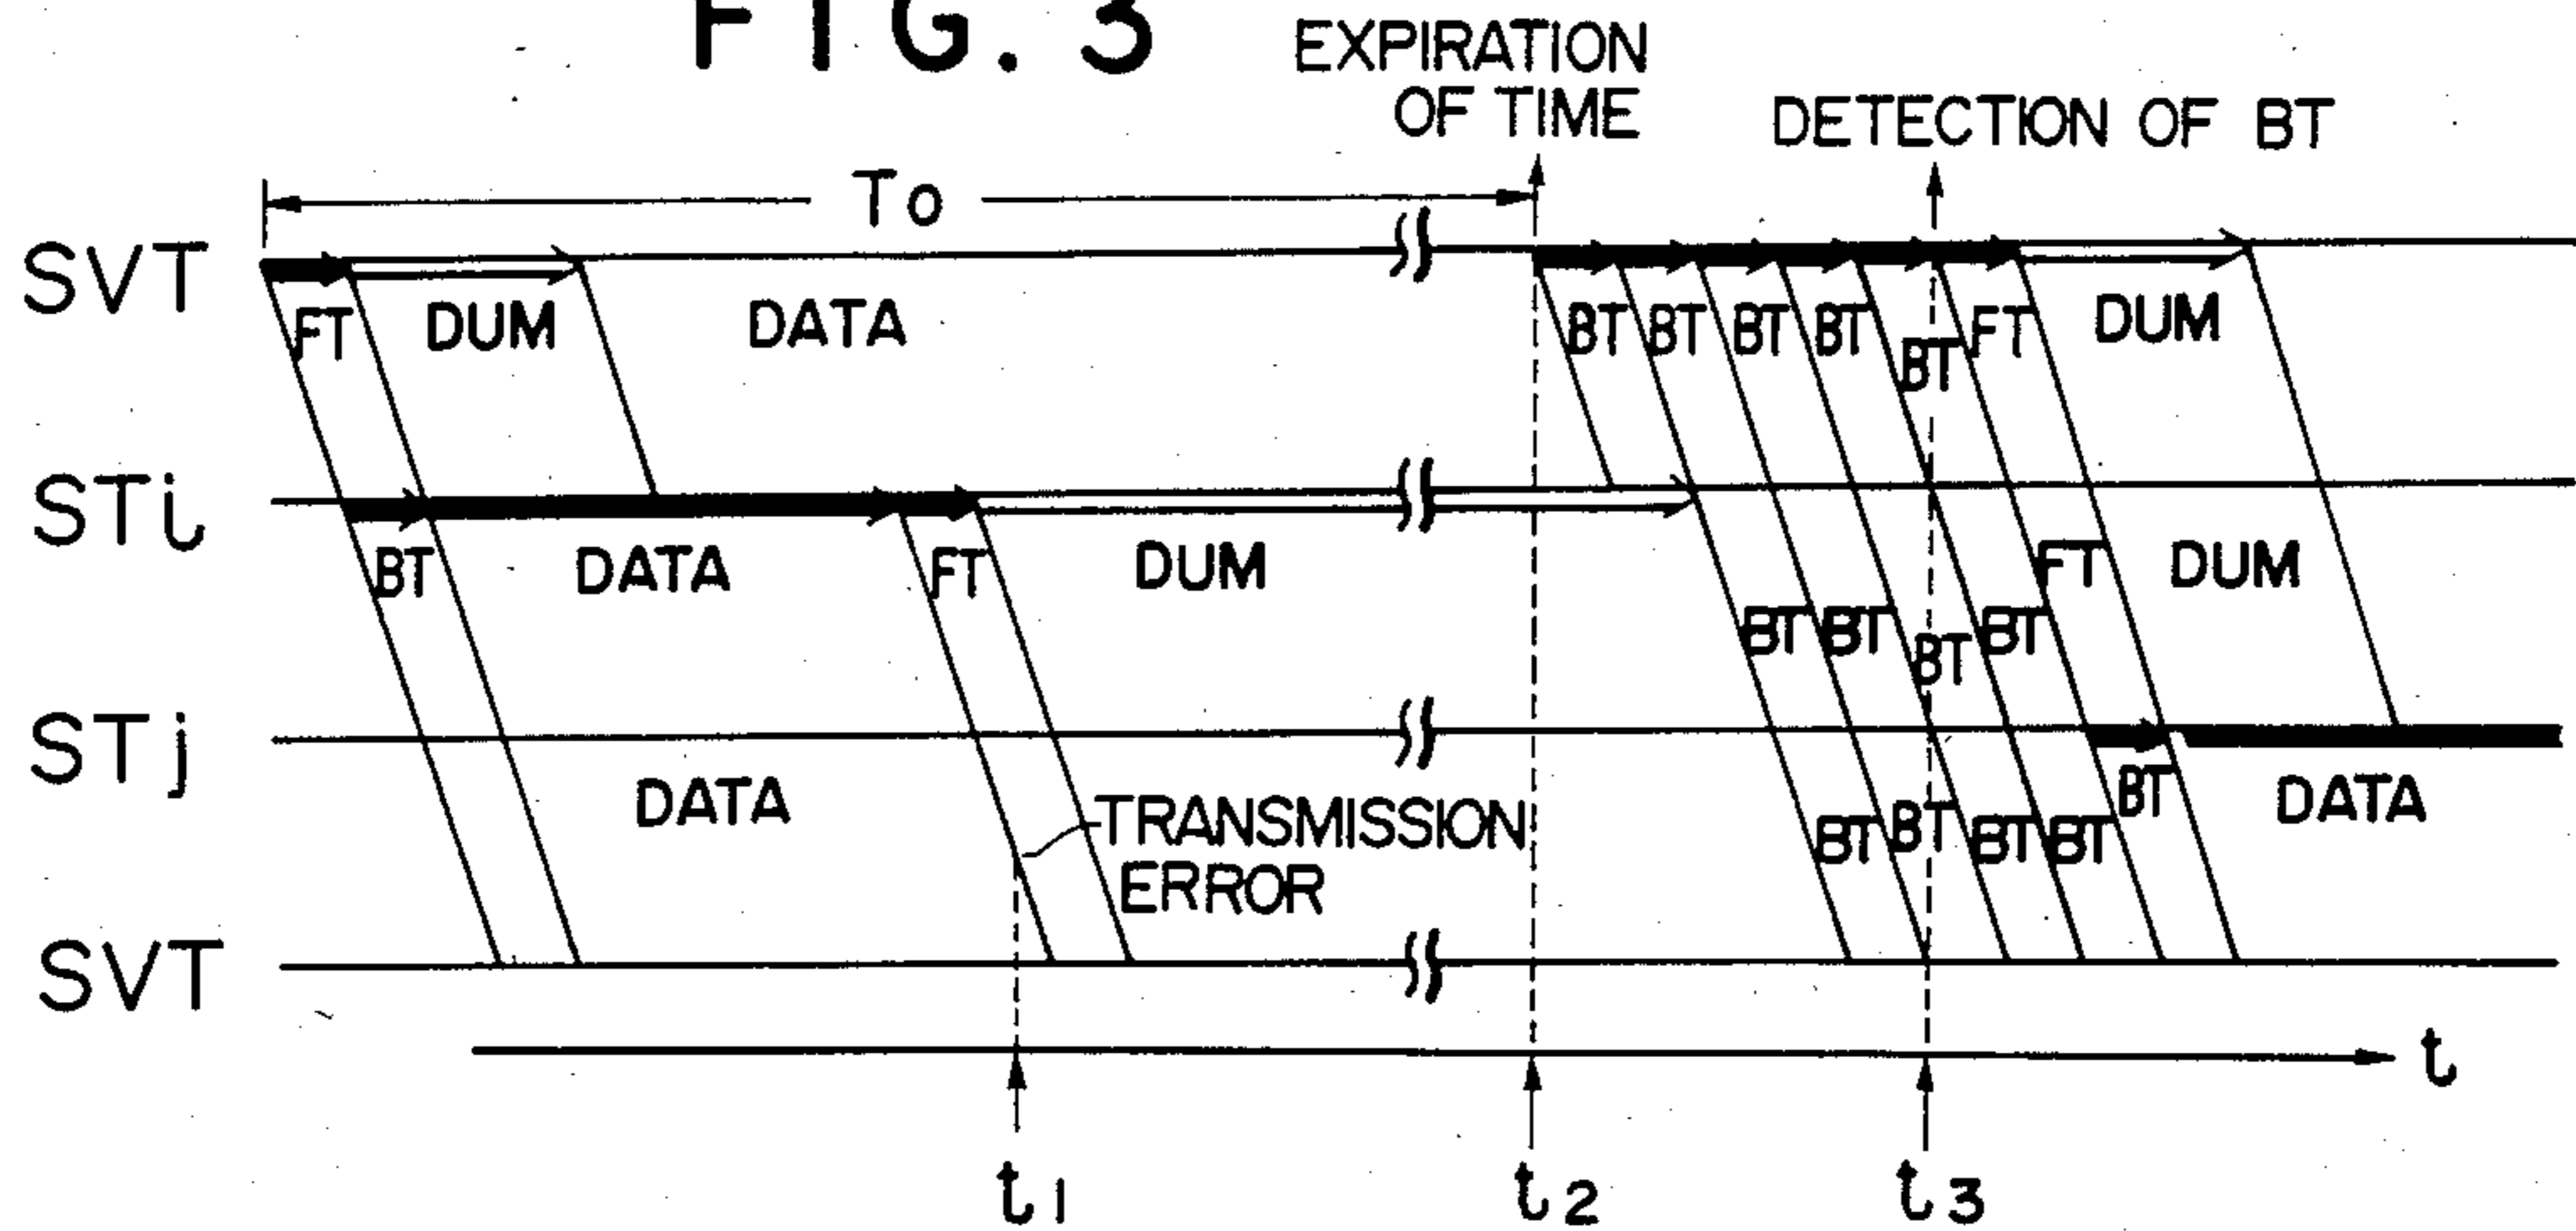 FIG. 3
EXPIRATION
OF TIME
DETECTION OF BT
To
SVT
FT
DUM
DATA
BT
BT
BT
BT
BT
FT
DUM
STi
BT
DATA
FT
DUM
BT
BT
BT
BT
FT
DUM
STj
DATA
TRANSMISSION
ERROR
BT
BT
BT
BT
BT
DATA
SVT
t
t1
t2
t3